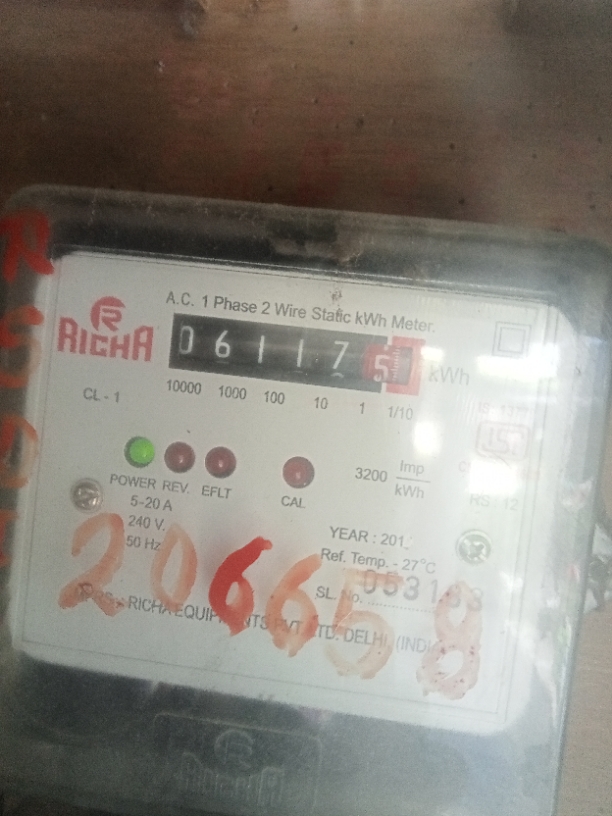 A.C. 1 Phase 2 Wire Static kWh Meter.
RICHA
0 6 1 1 7 5 kWh
10000 1000 100 10 1 1/10
CL - 1
POWER REV. EFLT CAL
3200 Imp/kWh
5-20 A
240 V.
50 Hz
YEAR : 201
Ref. Temp. - 27°C
SL. No.
206658
RICHA EQUIP NTS PVT. LTD. DELHI, (INDI
RICHA